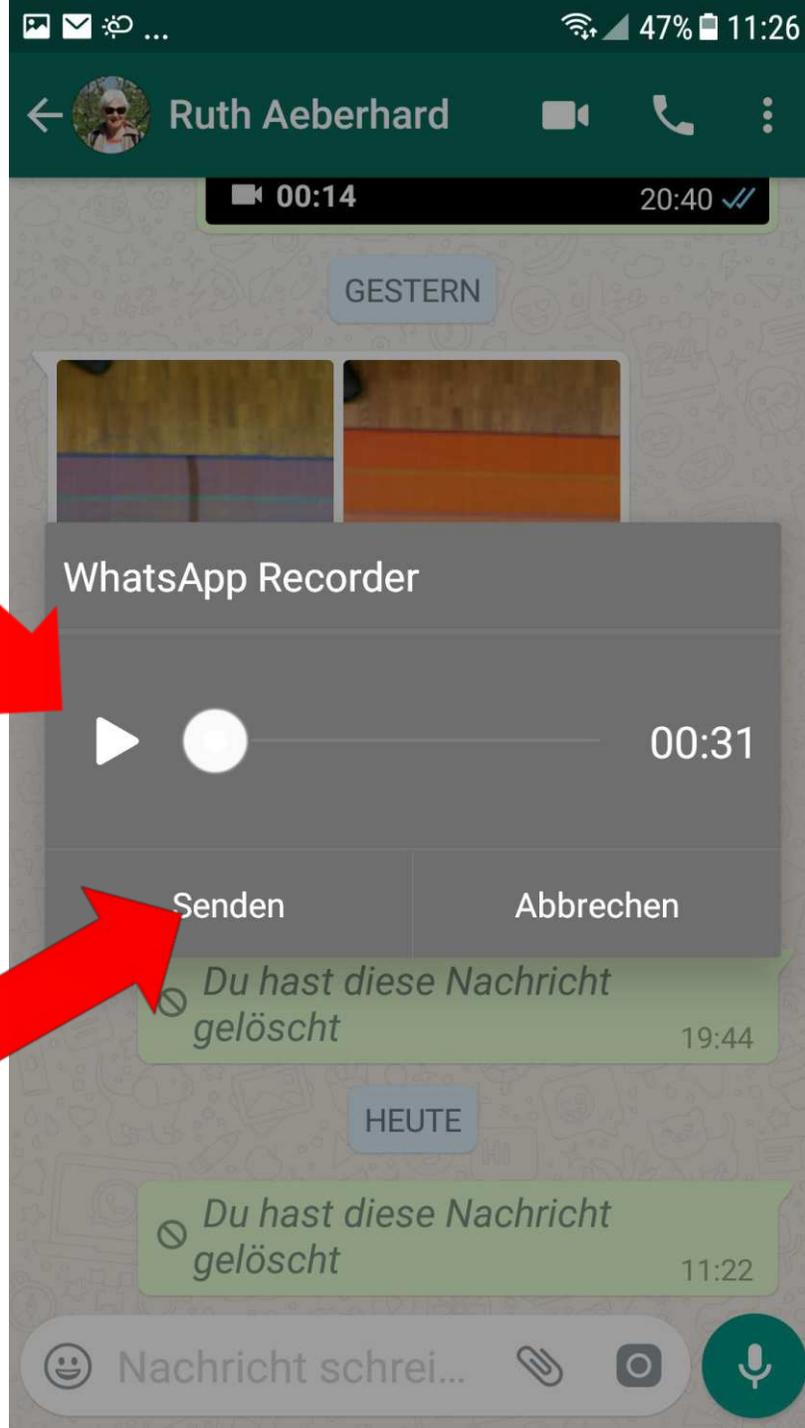 ... 47% 11:26
Ruth Aeberhard
00:14 20:40
GESTERN
WhatsApp Recorder
00:31
Senden Abbrechen
Du hast diese Nachricht
gelöscht 19:44
HEUTE
Du hast diese Nachricht
gelöscht 11:22
Nachricht schrei...